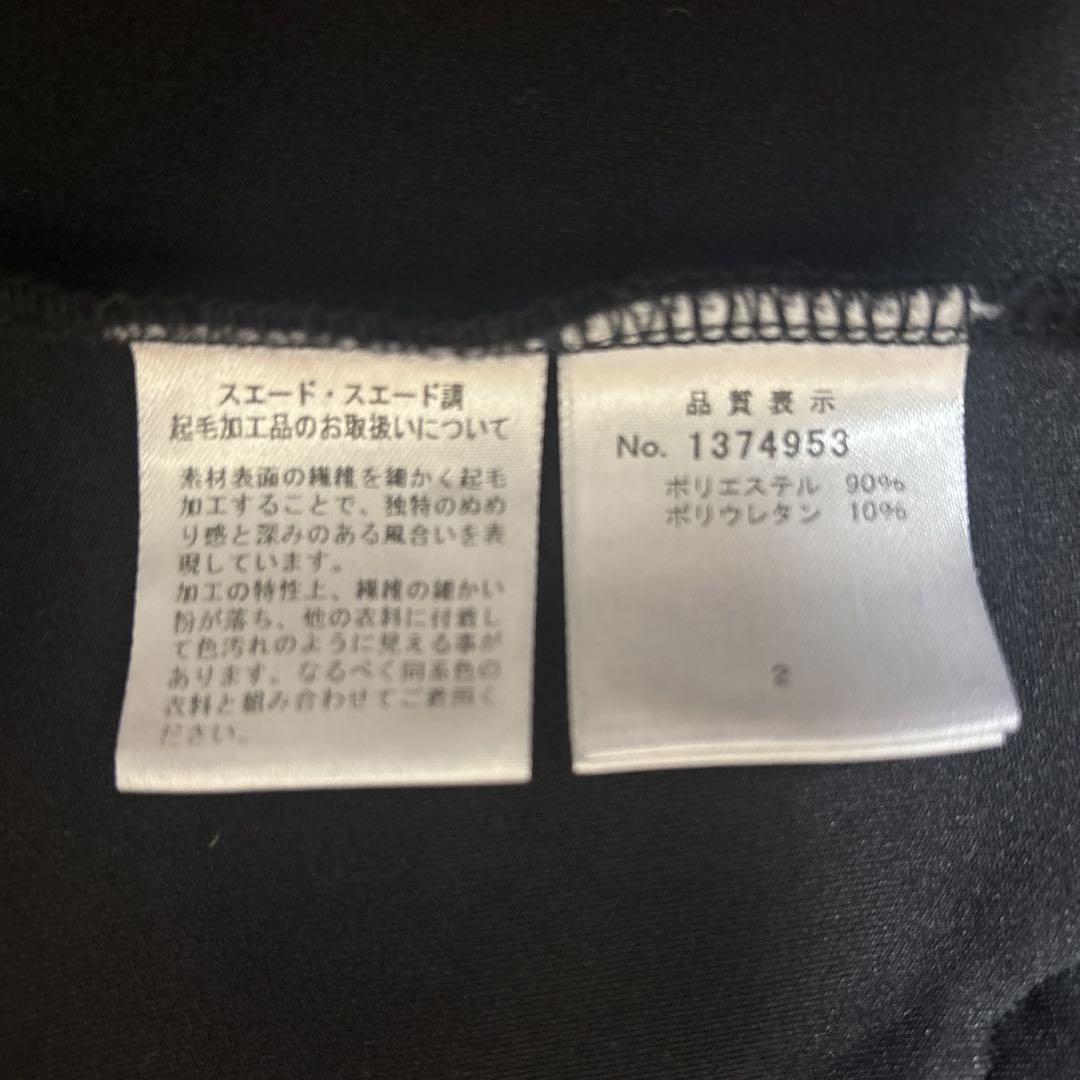 スエード・スエード調
起毛加工品のお取扱いについて
素材表面の繊維を細かく起毛
加工することで、独特のぬめ
り感と深みのある風合いを表
現しています。
加工の特性上、繊維の細かい
粉が落ち、他の衣料に付着し
て色汚れのように見える事が
あります。なるべく同系色の
衣料と組み合わせてご着用く
ださい。
品質表示
No. 1374953
ポリエステル 90%
ポリウレタン 10%
2